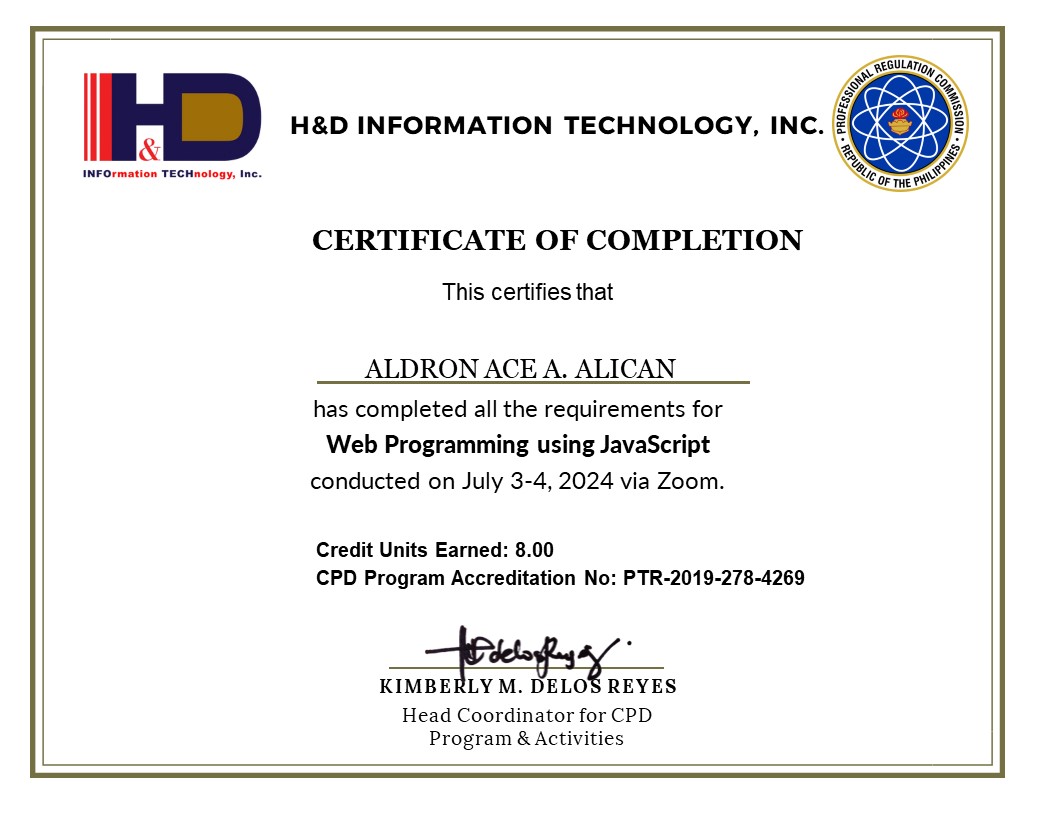 H&D
INFOrmation TECHnology, Inc.
H&D INFORMATION TECHNOLOGY, INC.
PROFESSIONAL REGULATION COMMISSION
REPUBLIC OF THE PHILIPPINES
CERTIFICATE OF COMPLETION
This certifies that
ALDRON ACE A. ALICAN
has completed all the requirements for
Web Programming using JavaScript
conducted on July 3-4, 2024 via Zoom.
Credit Units Earned: 8.00
CPD Program Accreditation No: PTR-2019-278-4269
KIMBERLY M. DELOS REYES
Head Coordinator for CPD
Program & Activities